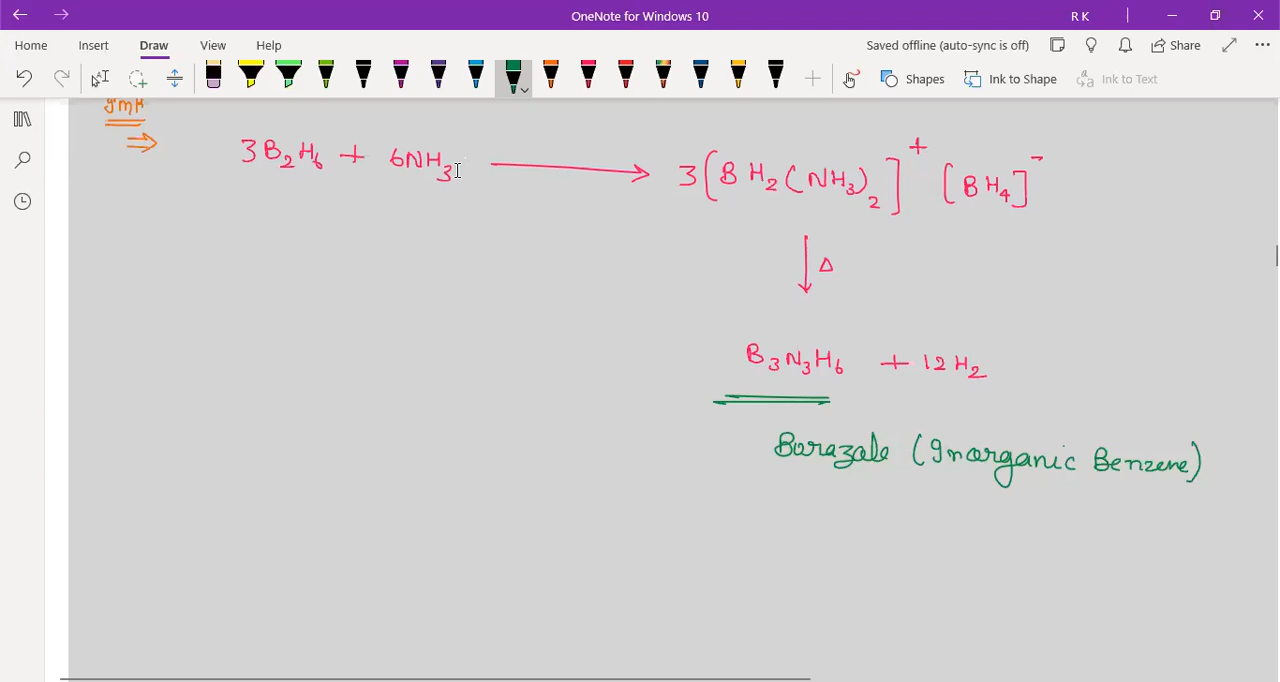 OneNote for Windows 10
R K
Home Insert Draw View Help
Saved offline (auto-sync is off) Share
Shapes Ink to Shape Ink to Text
gmp
⇒
3B₂H₆ + 6NH₃ ⟶ 3[BH₂(NH₃)₂]⁺ [BH₄]⁻
↓ Δ
B₃N₃H₆ + 12H₂
Borazole (Inorganic Benzene)